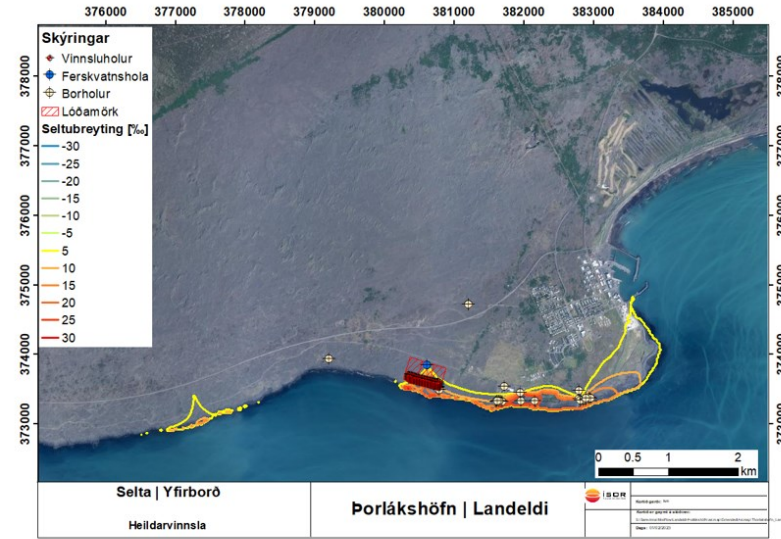 376000 377000 378000 379000 380000 381000 382000 383000 384000 385000
Skýringar
Vinnsluholur
Ferskvatnshola
Borholur
Lóðamörk
Seltubreyting [‰]
-30
-25
-20
-15
-10
-5
5
10
15
20
25
30
378000
377000
376000
375000
374000
373000
378000
377000
376000
375000
374000
373000
0 0.5 1 2
km
Selta | Yfirborð
Heildarvinnsla
Þorlákshöfn | Landeldi
ÍSOR